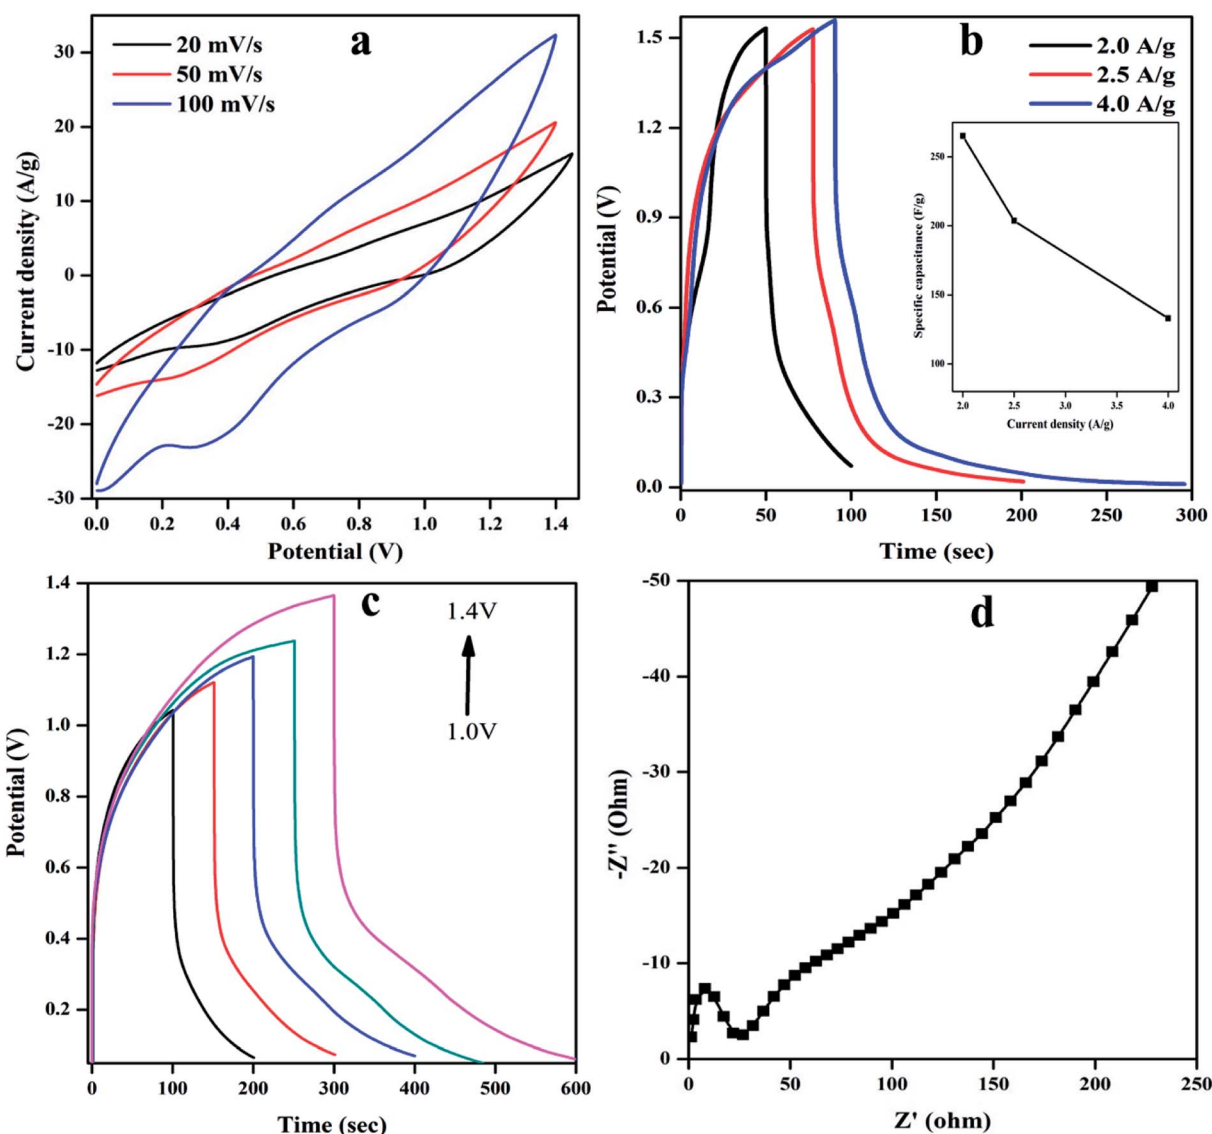 a
20 mV/s
50 mV/s
100 mV/s
Current density (A/g)
30
20
10
0
-10
-20
-30
0.0 0.2 0.4 0.6 0.8 1.0 1.2 1.4
Potential (V)
b
2.0 A/g
2.5 A/g
4.0 A/g
Potential (V)
1.5
1.2
0.9
0.6
0.3
0.0
Specific capacitance (F/g)
250
200
150
100
2.0 2.5 3.0 3.5 4.0
Current density (A/g)
0 50 100 150 200 250 300
Time (sec)
c
1.4V
1.0V
Potential (V)
1.4
1.2
1.0
0.8
0.6
0.4
0.2
0 100 200 300 400 500 600
Time (sec)
d
-Z'' (Ohm)
-50
-40
-30
-20
-10
0
0 50 100 150 200 250
Z' (ohm)